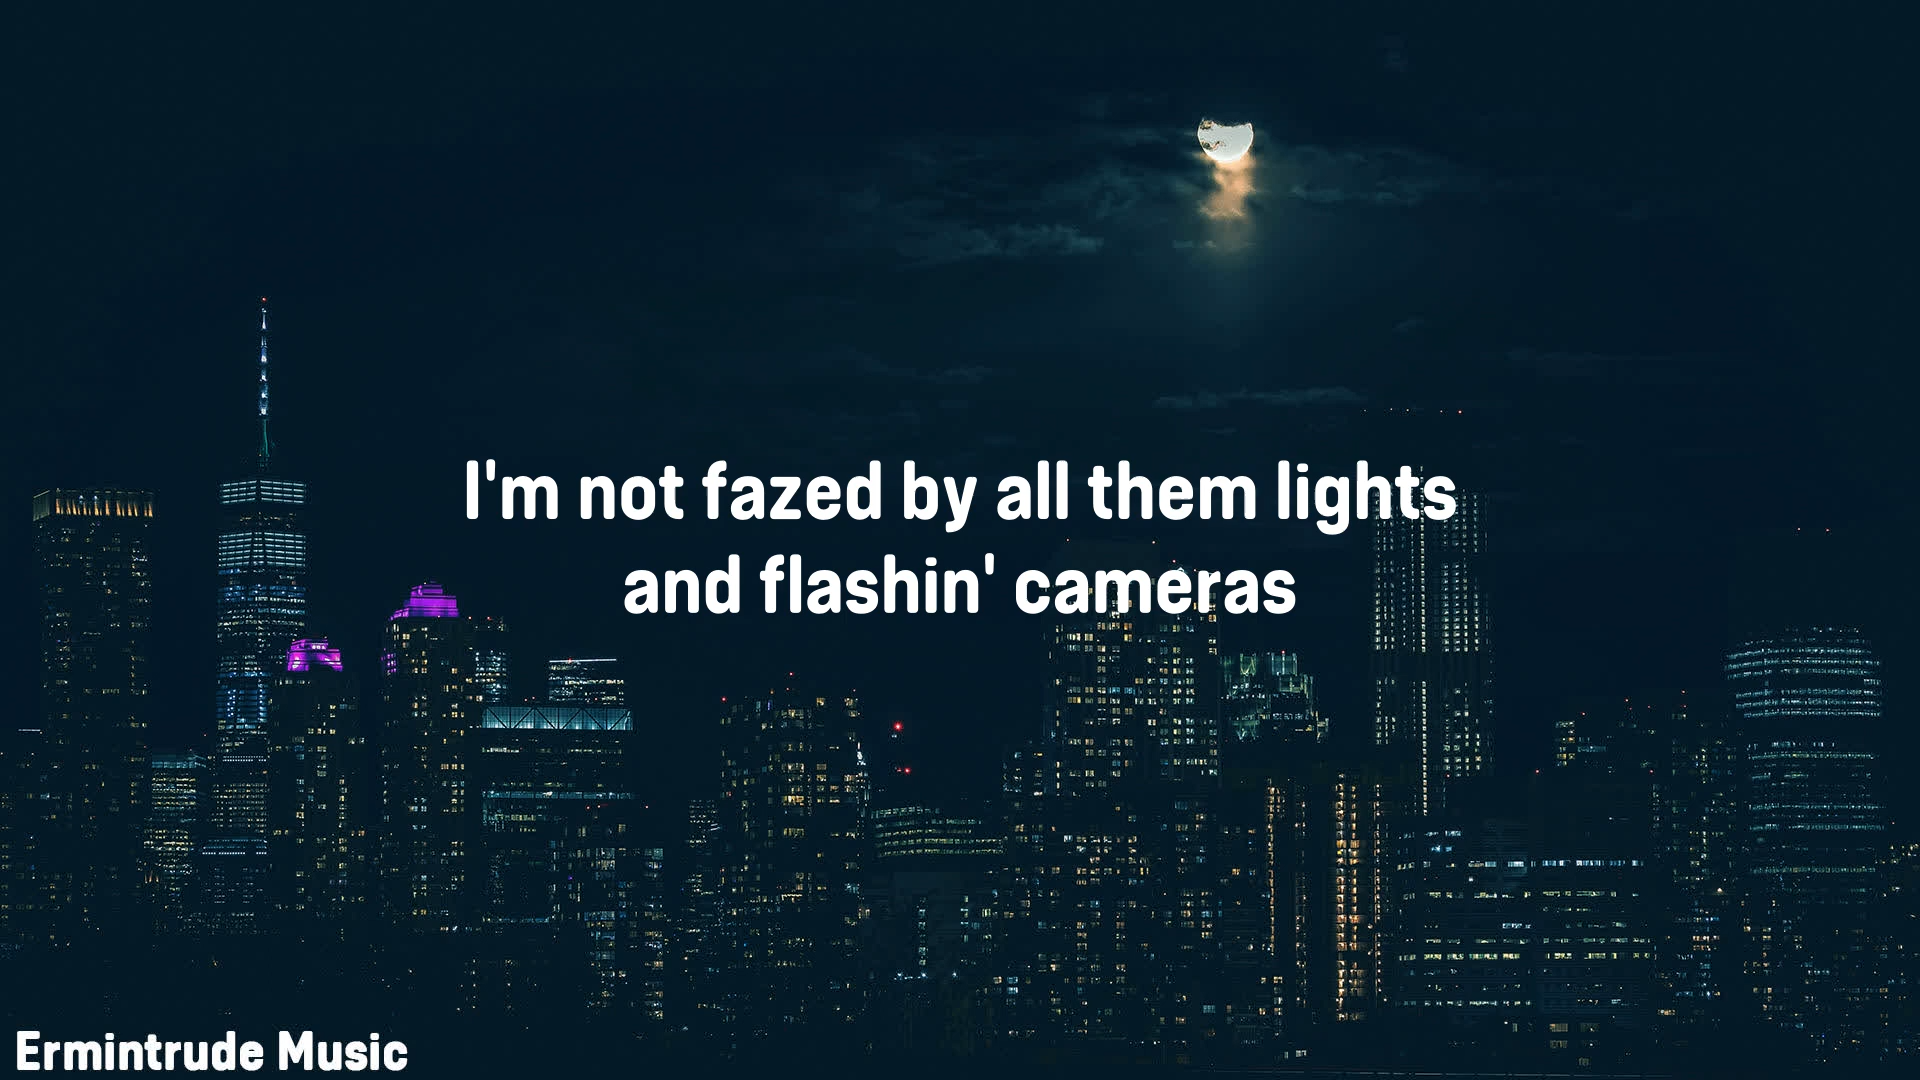 I'm not fazed by all them lights
and flashin' cameras
Ermintrude Music